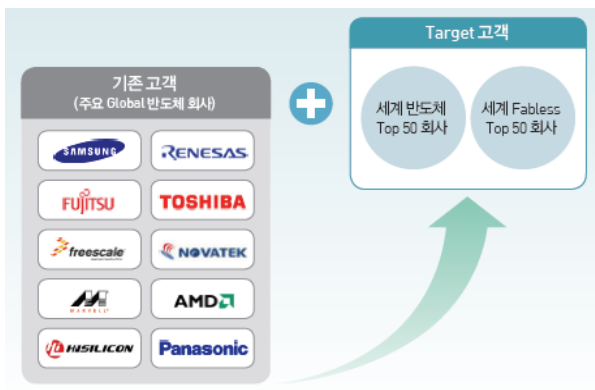 Target 고객
기존 고객
(주요 Global 반도체 회사)
세계 반도체
Top 50 회사
세계 Fabless
Top 50 회사
SAMSUNG
RENESAS
FUJITSU
TOSHIBA
freescale
NOVATEK
MARVELL
AMD
HISILICON
Panasonic